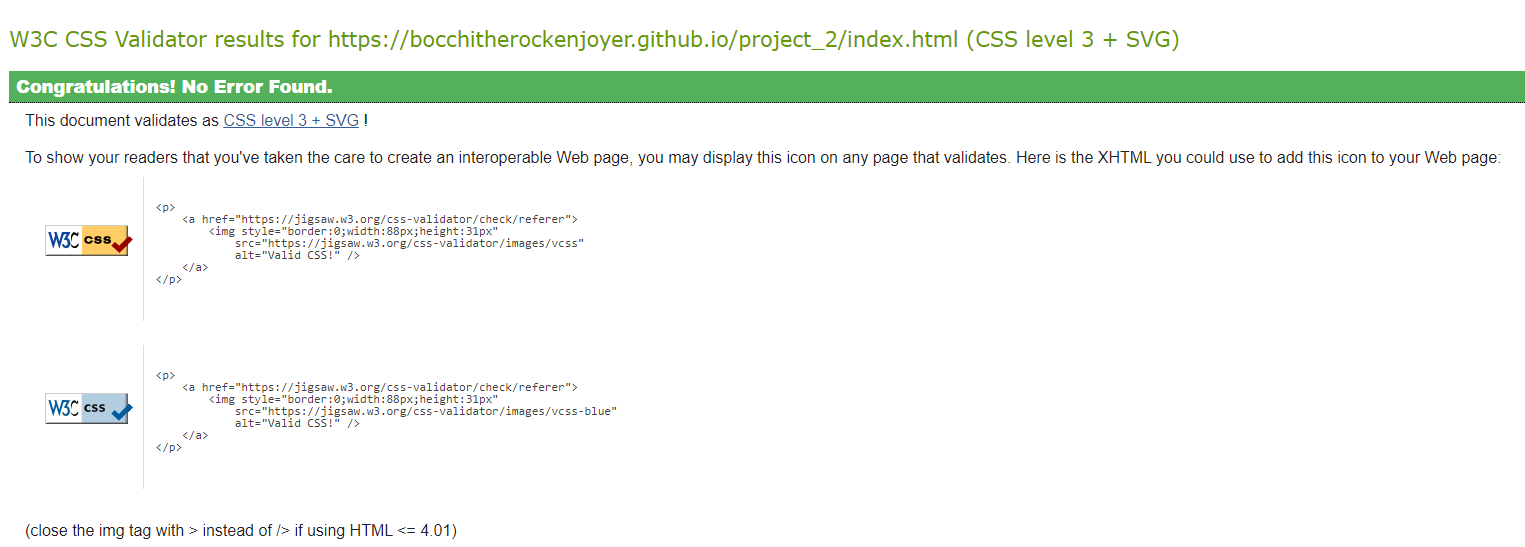 W3C CSS Validator results for https://bocchitherockenjoyer.github.io/project_2/index.html (CSS level 3 + SVG)
Congratulations! No Error Found.
This document validates as CSS level 3 + SVG !
To show your readers that you've taken the care to create an interoperable Web page, you may display this icon on any page that validates. Here is the XHTML you could use to add this icon to your Web page:
W3C css
<p>
<a href="https://jigsaw.w3.org/css-validator/check/referer">
<img style="border:0;width:88px;height:31px"
src="https://jigsaw.w3.org/css-validator/images/vcss"
alt="Valid CSS!" />
</a>
</p>
W3C css
<p>
<a href="https://jigsaw.w3.org/css-validator/check/referer">
<img style="border:0;width:88px;height:31px"
src="https://jigsaw.w3.org/css-validator/images/vcss-blue"
alt="Valid CSS!" />
</a>
</p>
(close the img tag with > instead of /> if using HTML <= 4.01)